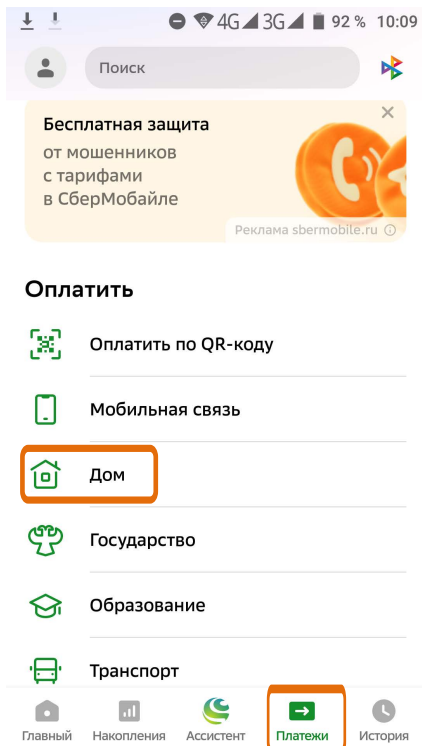 4G 3G 92 % 10:09
Поиск
Бесплатная защита
от мошенников
с тарифами
в СберМобайле
Реклама sbermobile.ru
Оплатить
Оплатить по QR-коду
Мобильная связь
Дом
Государство
Образование
Транспорт
Главный Накопления Ассистент Платежи История